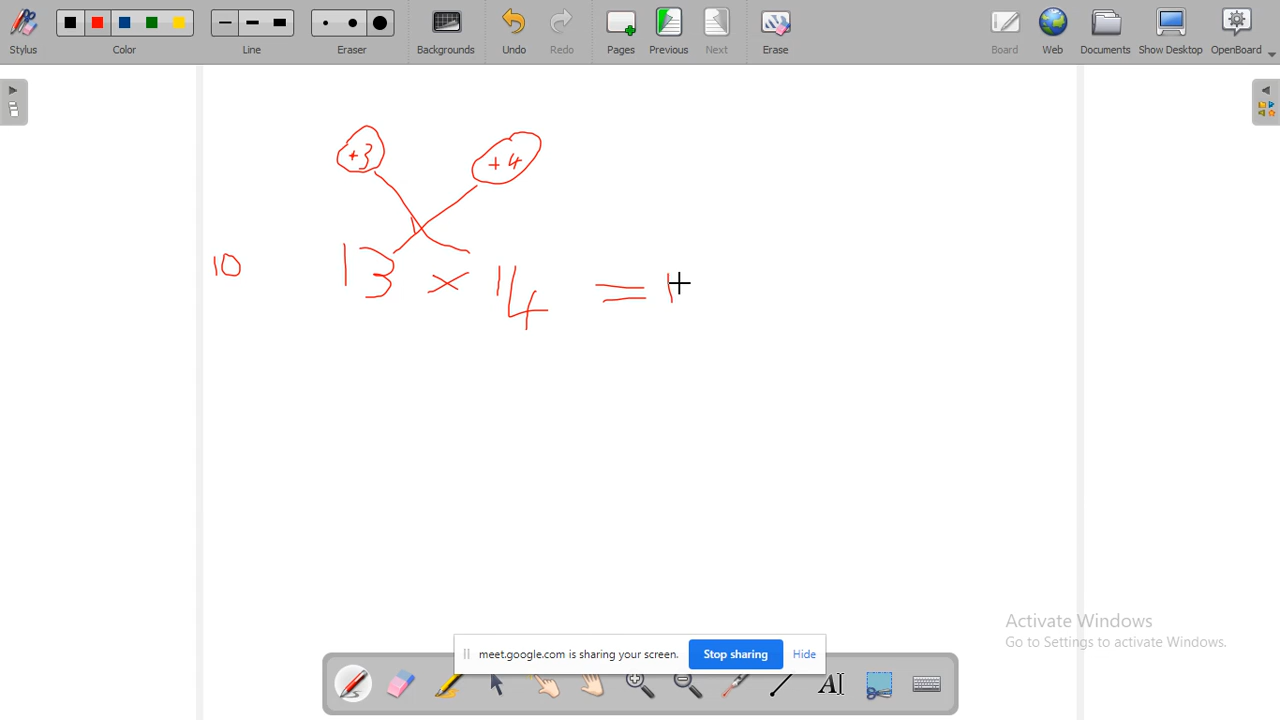 Stylus Color Line Eraser Backgrounds Undo Redo Pages Previous Next Erase Board Web Documents Show Desktop OpenBoard
+3 +4
10 13 × 14 = 1
Activate Windows
Go to Settings to activate Windows.
meet.google.com is sharing your screen. Stop sharing Hide